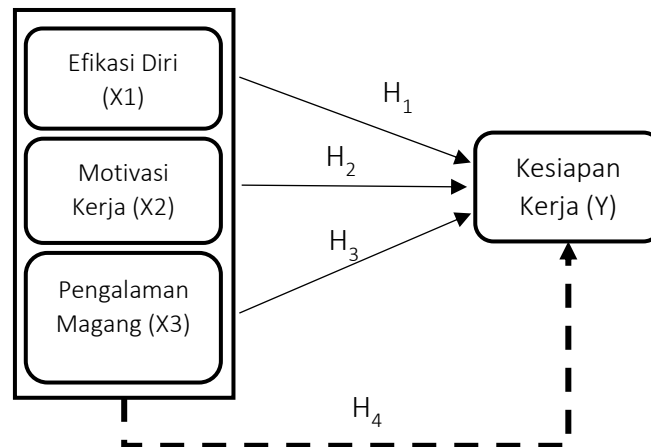 Efikasi Diri
(X1)
H₁
Motivasi
Kerja (X2)
H₂
Kesiapan
Kerja (Y)
Pengalaman
Magang (X3)
H₃
H₄